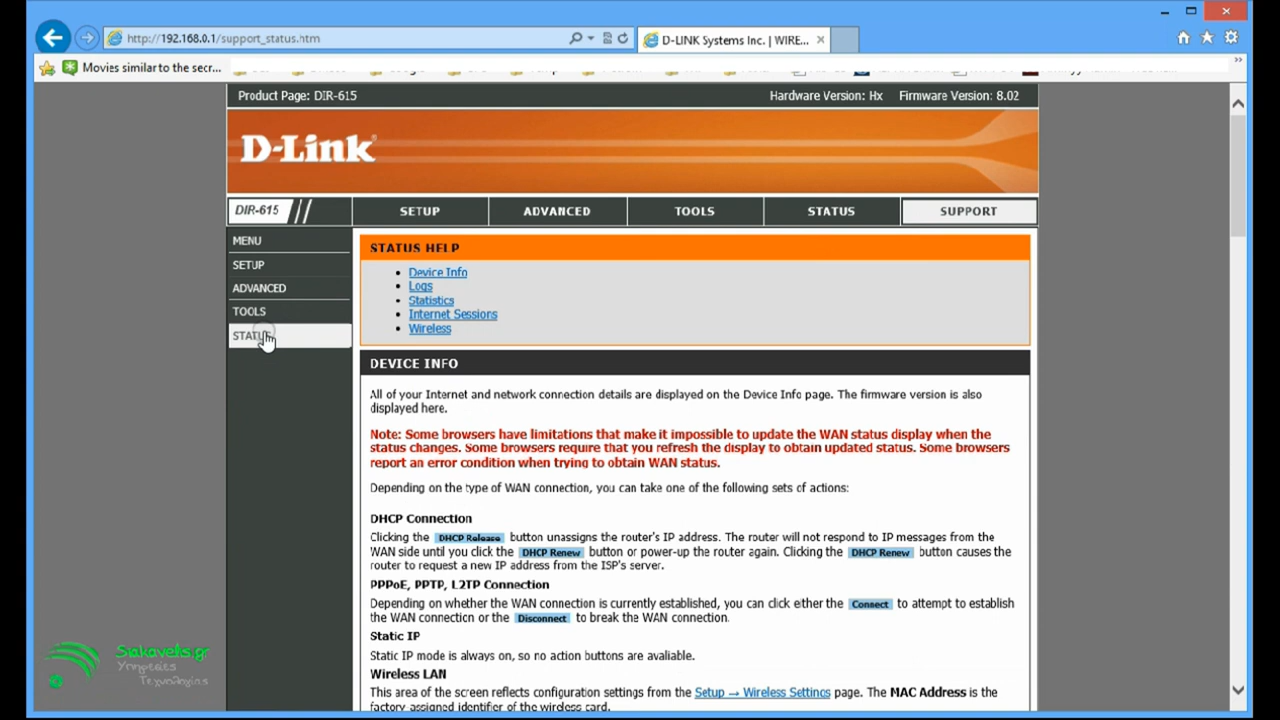 http://192.168.0.1/support_status.htm
D-LINK Systems Inc. | WIRE...
Movies similar to the secr...
Product Page: DIR-615
Hardware Version: Hx
Firmware Version: 8.02
D-Link
DIR-615
SETUP
ADVANCED
TOOLS
STATUS
SUPPORT
MENU
SETUP
ADVANCED
TOOLS
STATUS
STATUS HELP
Device Info
Logs
Statistics
Internet Sessions
Wireless
DEVICE INFO
All of your Internet and network connection details are displayed on the Device Info page. The firmware version is also
displayed here.
Note: Some browsers have limitations that make it impossible to update the WAN status display when the
status changes. Some browsers require that you refresh the display to obtain updated status. Some browsers
report an error condition when trying to obtain WAN status.
Depending on the type of WAN connection, you can take one of the following sets of actions:
DHCP Connection
Clicking the DHCP Release button unassigns the router's IP address. The router will not respond to IP messages from the
WAN side until you click the DHCP Renew button or power-up the router again. Clicking the DHCP Renew button causes the
router to request a new IP address from the ISP's server.
PPPoE, PPTP, L2TP Connection
Depending on whether the WAN connection is currently established, you can click either the Connect to attempt to establish
the WAN connection or the Disconnect to break the WAN connection.
Static IP
Static IP mode is always on, so no action buttons are avaliable.
Wireless LAN
This area of the screen reflects configuration settings from the Setup → Wireless Settings page. The MAC Address is the
factory assigned identifier of the wireless card.
Siakavelis.gr
Υπηρεσίες
Τεχνολογίας